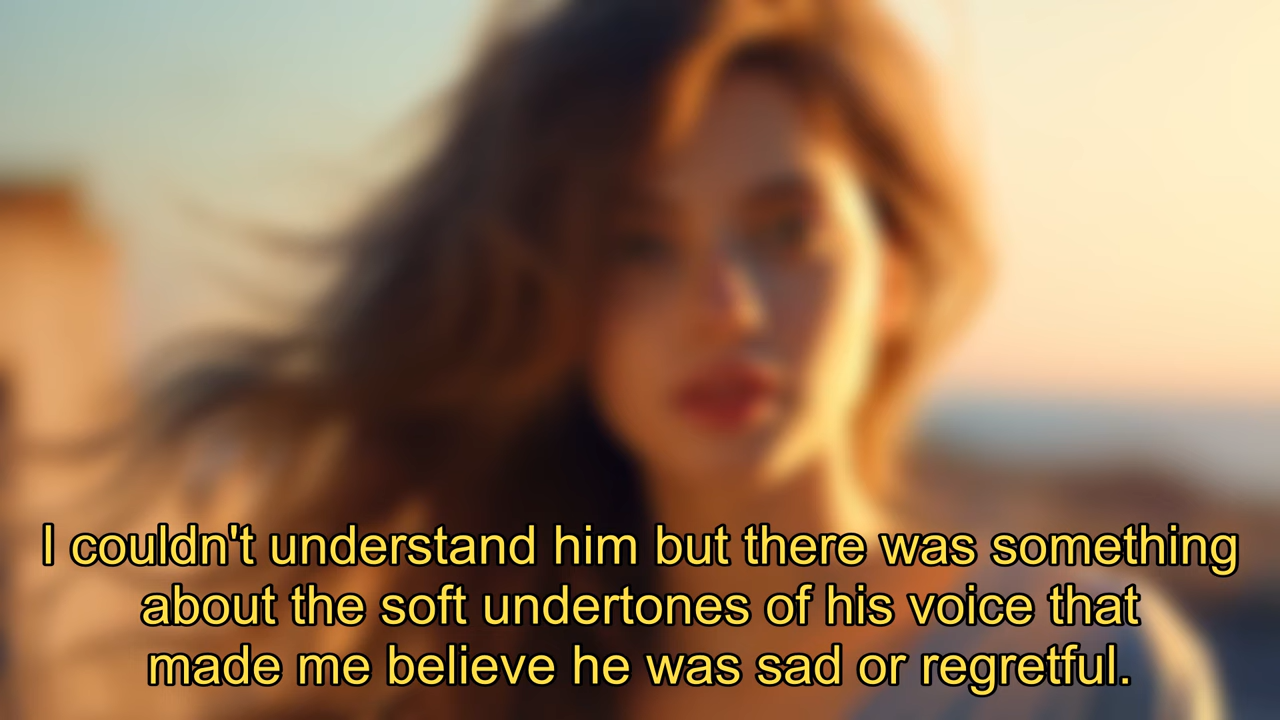 I couldn't understand him but there was something
about the soft undertones of his voice that
made me believe he was sad or regretful.